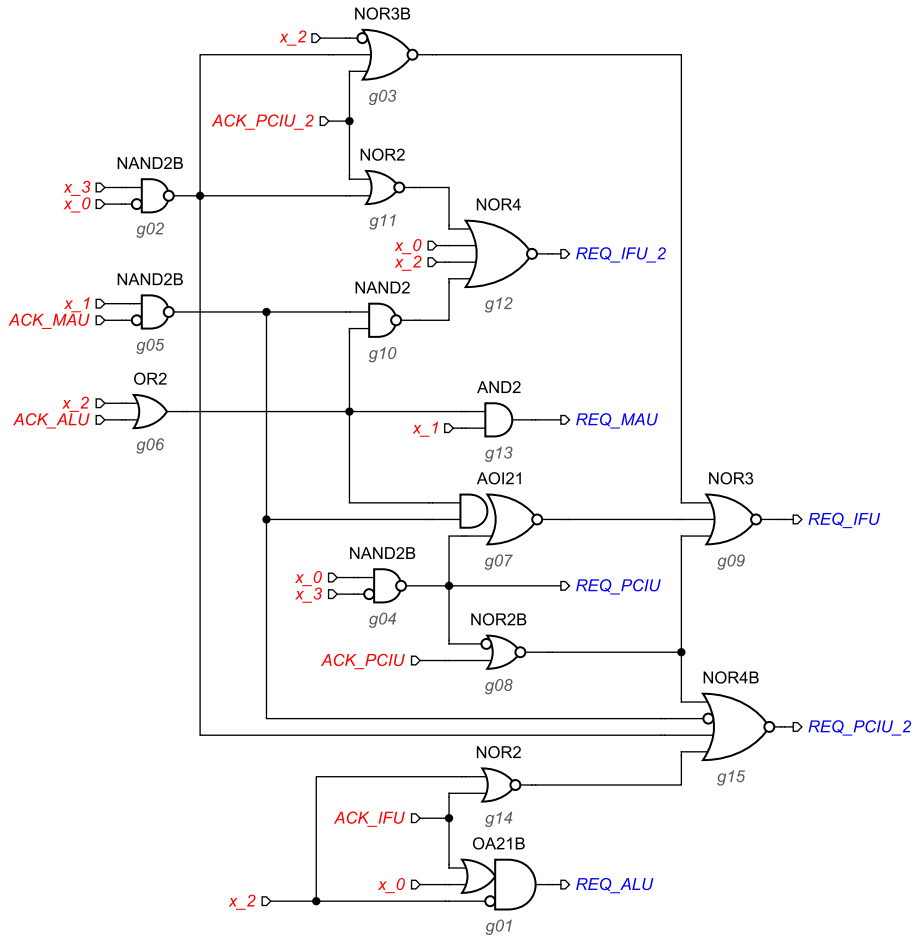 NOR3B
x_2
g03
ACK_PCIU_2
NOR2
NAND2B
x_3
x_0
g02
g11
NOR4
x_0
x_2
REQ_IFU_2
g12
NAND2B
x_1
ACK_MAU
g05
NAND2
g10
OR2
x_2
ACK_ALU
g06
AND2
x_1
REQ_MAU
g13
AOI21
g07
NOR3
REQ_IFU
g09
NAND2B
x_0
x_3
g04
REQ_PCIU
NOR2B
ACK_PCIU
g08
NOR4B
REQ_PCIU_2
g15
NOR2
g14
ACK_IFU
OA21B
x_0
REQ_ALU
x_2
g01